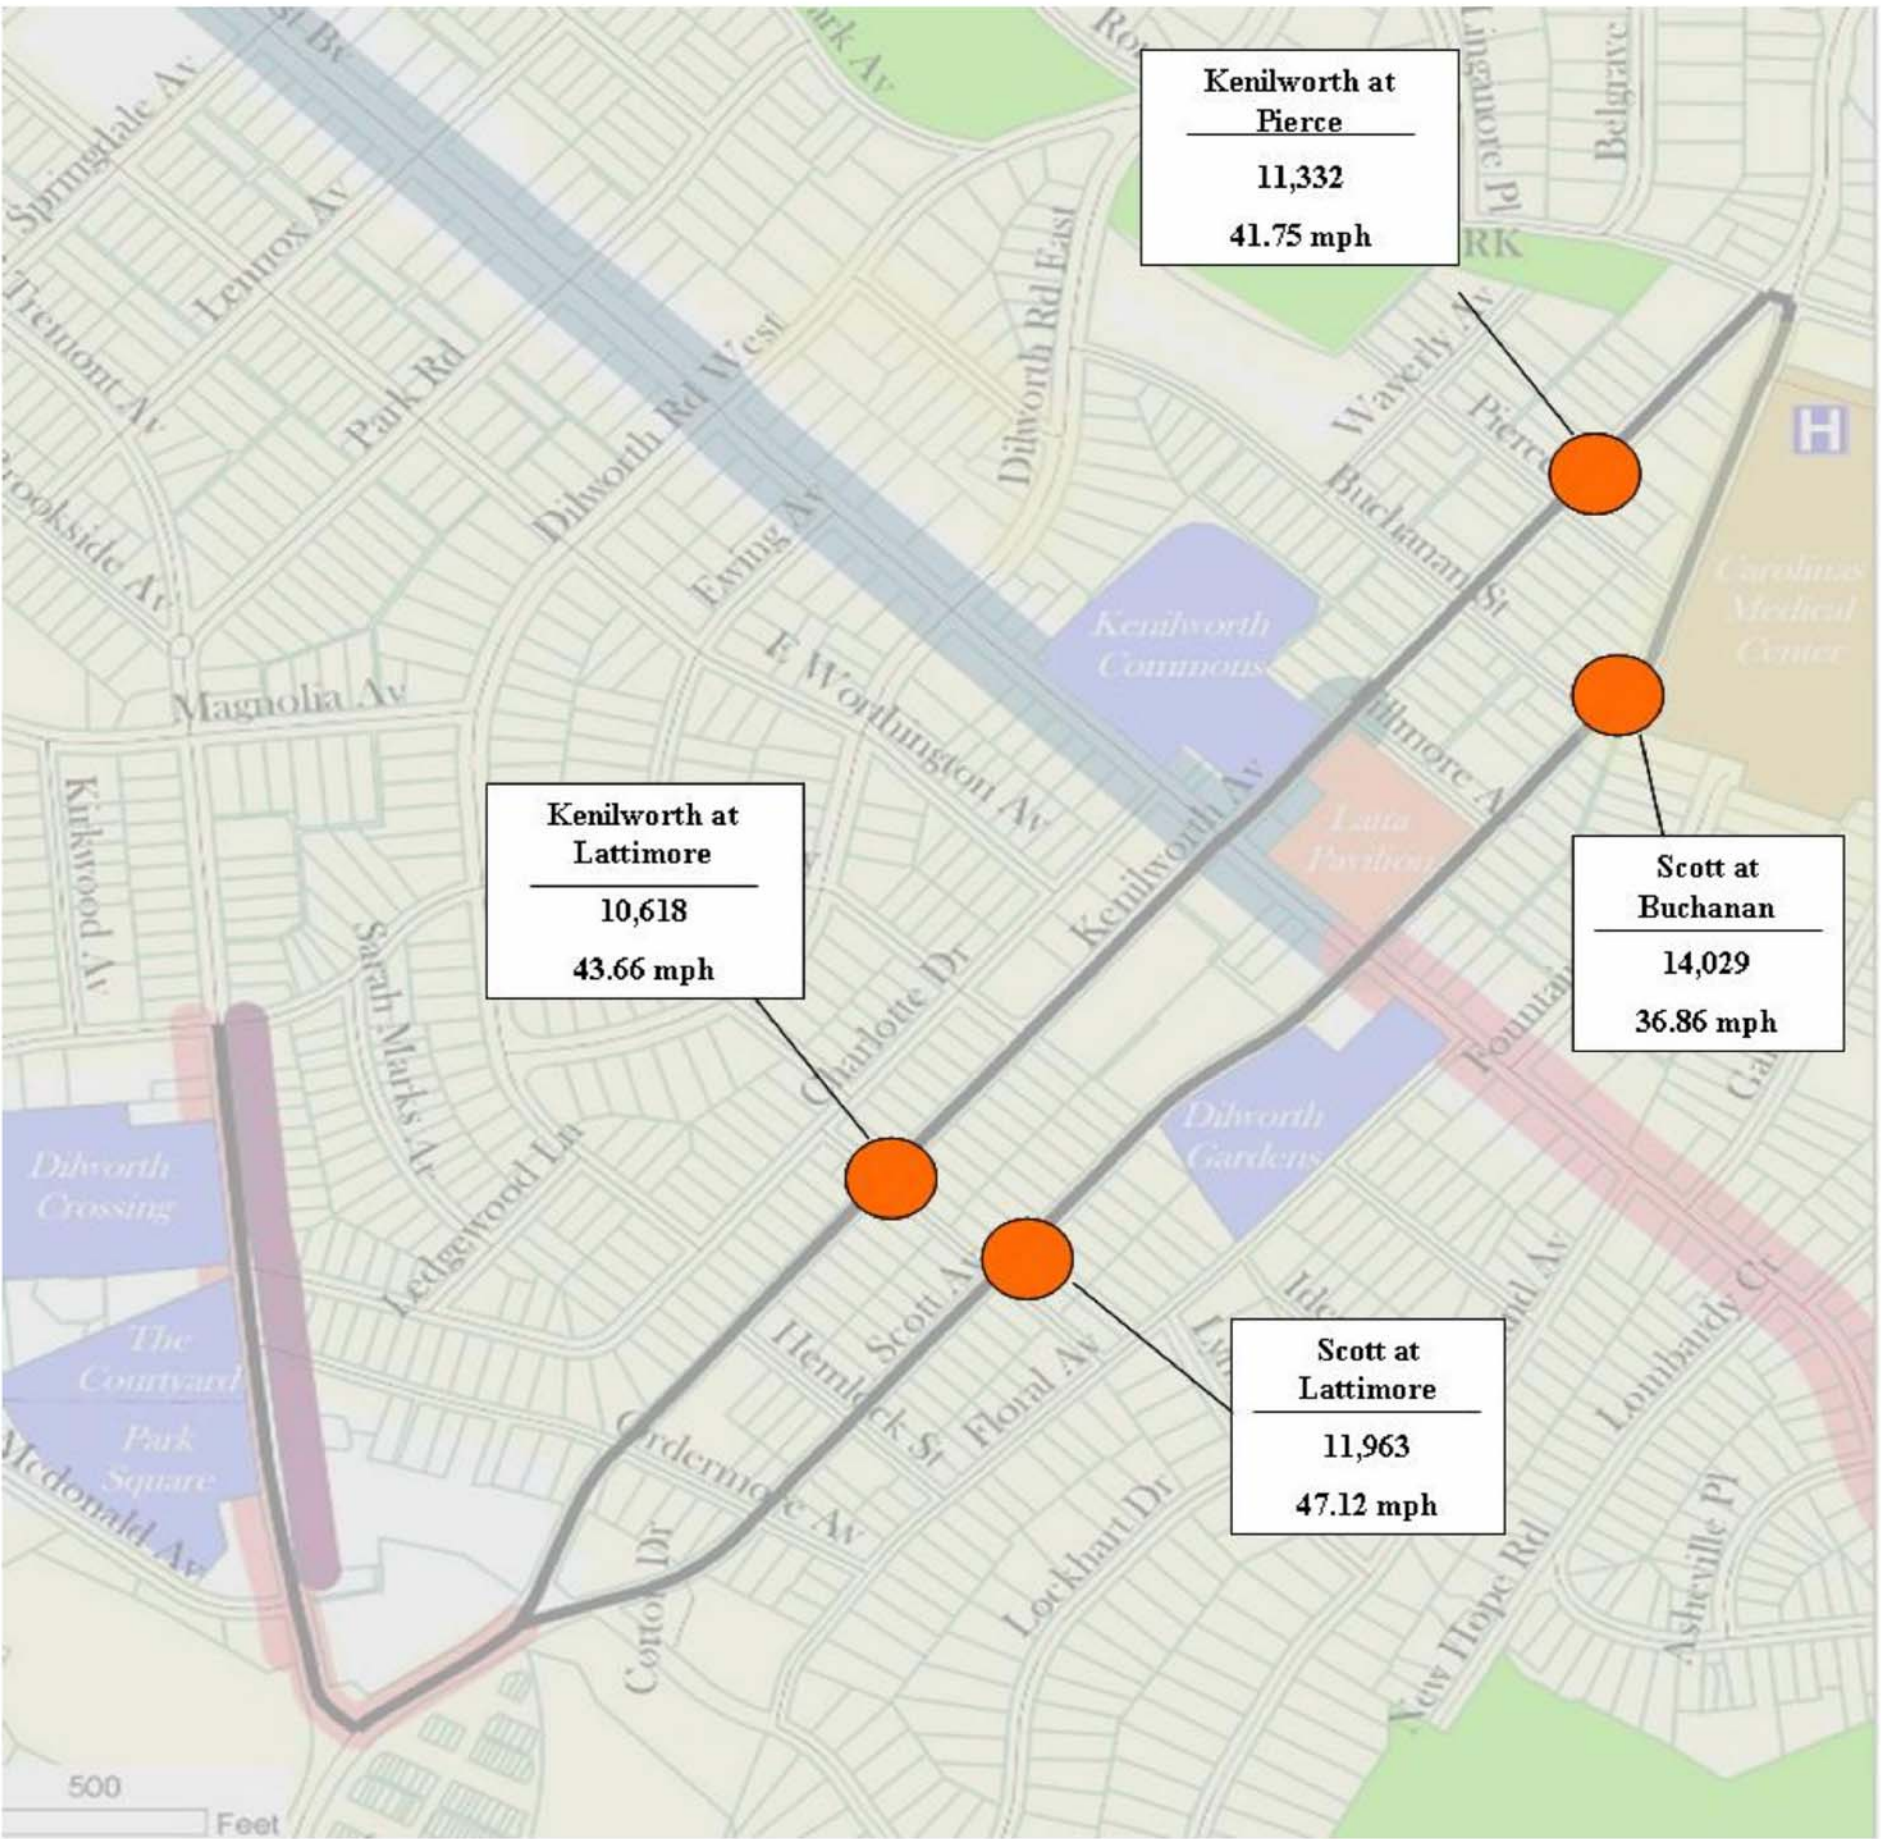 Springdale Av
Lennox Av
Tremont Av
Park Rd
Dilworth Rd West
Dilworth Rd East
Ewing Av
Magnolia Av
Kirkwood Av
Sarah Marks Av
Ledgewood Ln
E Worthington Av
Charlotte Dr
Kenilworth Av
Belgrave
Waverly Av
Pierce
Buchanan St
H
Kenilworth at
Pierce
11,332
41.75 mph
Kenilworth
Commons
Carolinas
Medical
Center
Latta
Pavilion
Kenilworth at
Lattimore
10,618
43.66 mph
Scott at
Buchanan
14,029
36.86 mph
Dilworth
Gardens
Dilworth
Crossing
The
Courtyard
Park
Square
Mcdonald Av
Scott Av
Hemlock St
Floral Av
Scott at
Lattimore
11,963
47.12 mph
Lombardy Cr
Lockhart Dr
New Hope Rd
Asheville Pl
500
Feet